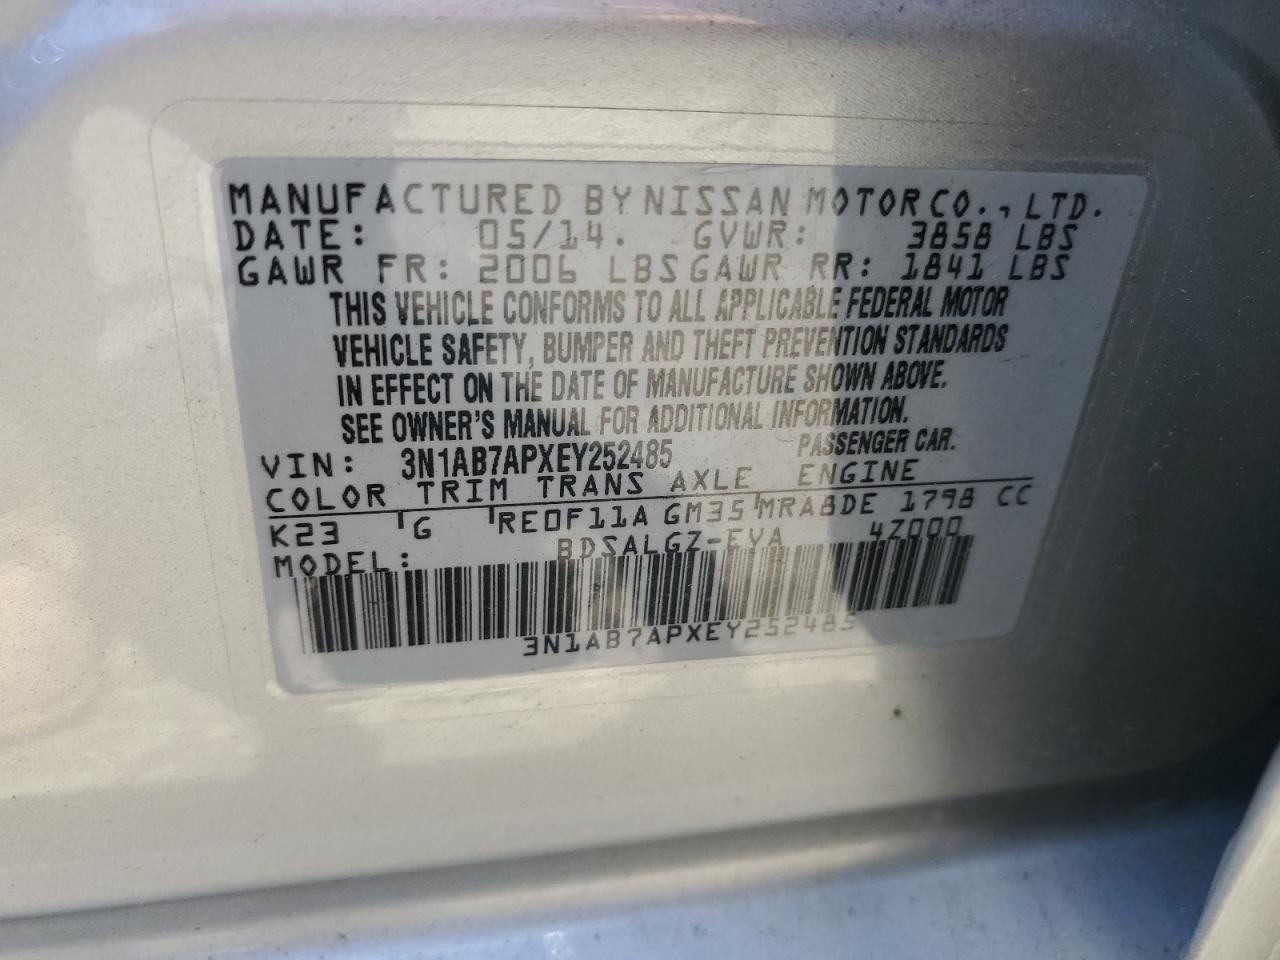 MANUFACTURED BY NISSAN MOTOR CO., LTD.
DATE: 05/14. GVWR: 3858 LBS
GAWR FR: 2006 LBS GAWR RR: 1841 LBS
THIS VEHICLE CONFORMS TO ALL APPLICABLE FEDERAL MOTOR
VEHICLE SAFETY, BUMPER AND THEFT PREVENTION STANDARDS
IN EFFECT ON THE DATE OF MANUFACTURE SHOWN ABOVE.
SEE OWNER'S MANUAL FOR ADDITIONAL INFORMATION.
VIN: 3N1AB7APXEY252485 PASSENGER CAR.
COLOR TRIM TRANS AXLE ENGINE
K23 G RE0F11A GM35 MRA8DE 1798 CC
MODEL: BDSALGZ-EVA 4Z000
3N1AB7APXEY252485